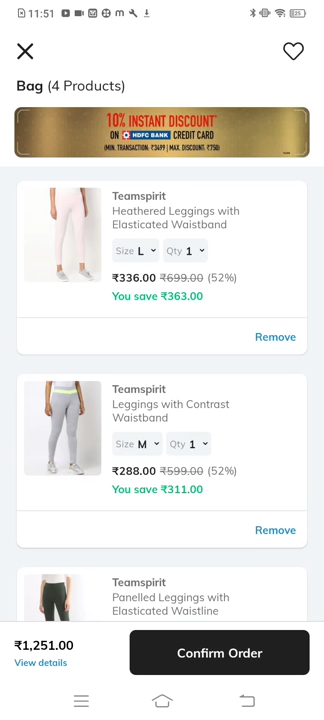 11:51
25
Bag (4 Products)
10% INSTANT DISCOUNT*
ON HDFC BANK CREDIT CARD
(MIN. TRANSACTION: ₹3499 | MAX. DISCOUNT: ₹750)
Teamspirit
Heathered Leggings with
Elasticated Waistband
Size L Qty 1
₹336.00 ₹699.00 (52%)
You save ₹363.00
Remove
Teamspirit
Leggings with Contrast
Waistband
Size M Qty 1
₹288.00 ₹599.00 (52%)
You save ₹311.00
Remove
Teamspirit
Panelled Leggings with
Elasticated Waistline
₹1,251.00
View details
Confirm Order